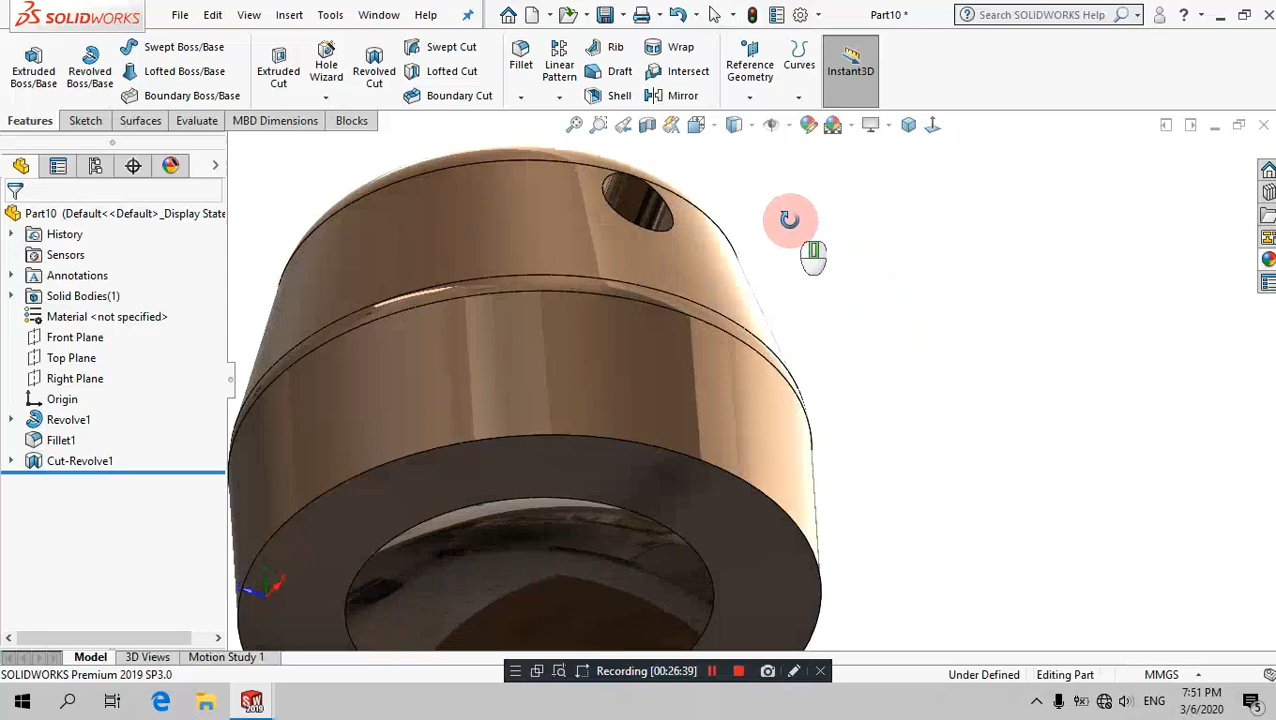 SOLIDWORKS File Edit View Insert Tools Window Help Part10 * Search SOLIDWORKS Help ?
Extruded Boss/Base Revolved Boss/Base Swept Boss/Base Lofted Boss/Base Boundary Boss/Base Extruded Cut Hole Wizard Revolved Cut Swept Cut Lofted Cut Boundary Cut Fillet Linear Pattern Rib Draft Shell Wrap Intersect Mirror Reference Geometry Curves Instant3D
Features Sketch Surfaces Evaluate MBD Dimensions Blocks
Part10 (Default<<Default>_Display State
History
Sensors
Annotations
Solid Bodies(1)
Material <not specified>
Front Plane
Top Plane
Right Plane
Origin
Revolve1
Fillet1
Cut-Revolve1
Model 3D Views Motion Study 1
SOLIDWORKS Premium 2019 SP3.0 Recording [00:26:39] Under Defined Editing Part MMGS
SW 2019 ENG 7:51 PM 3/6/2020 5